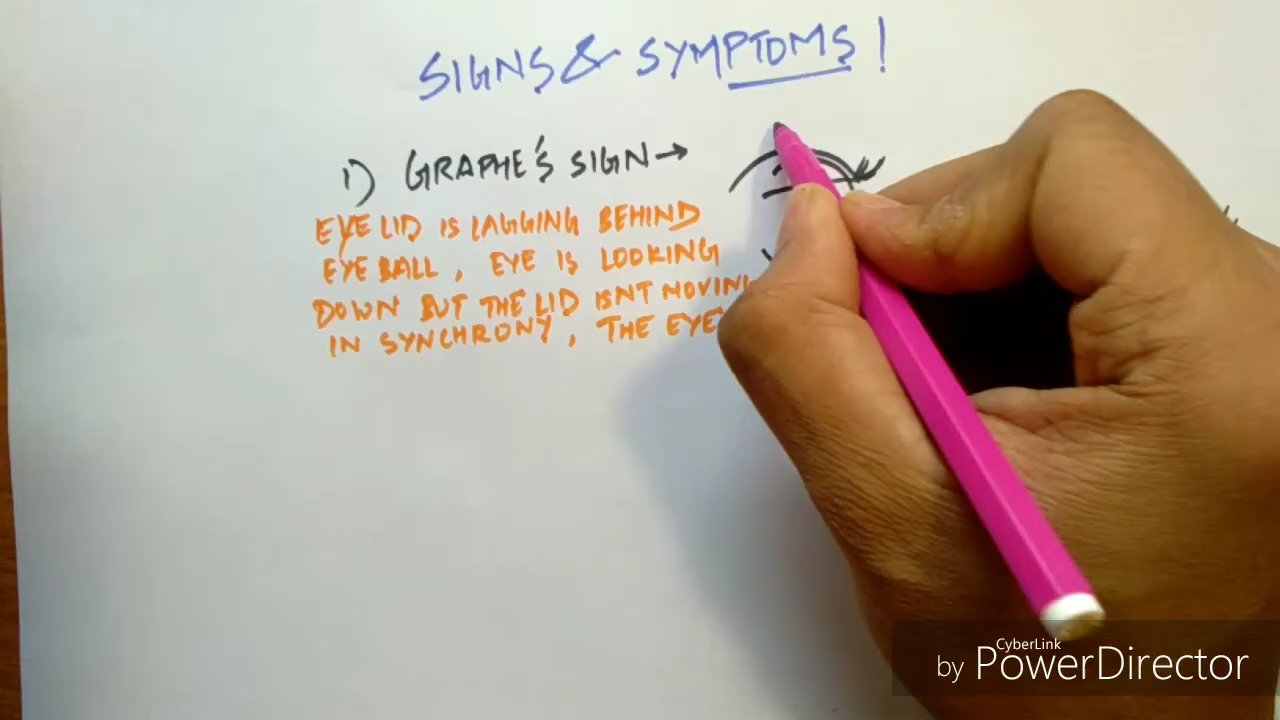 SIGNS & SYMPTOMS!
1) GRAPHE'S SIGN →
EYE LID IS LAGGING BEHIND
EYE BALL, EYE IS LOOKING
DOWN BUT THE LID ISNT MOVING
IN SYNCHRONY, THE EYE
CyberLink
by PowerDirector